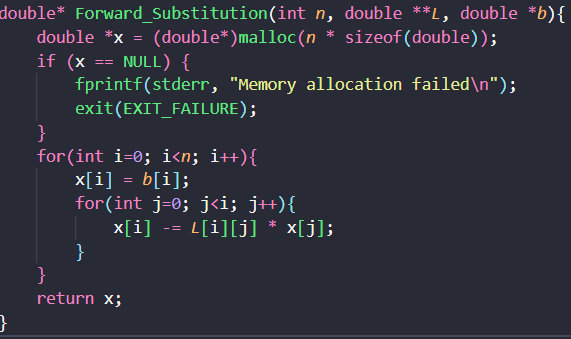 double* Forward_Substitution(int n, double **L, double *b){
    double *x = (double*)malloc(n * sizeof(double));
    if (x == NULL) {
        fprintf(stderr, "Memory allocation failed\n");
        exit(EXIT_FAILURE);
    }
    for(int i=0; i<n; i++){
        x[i] = b[i];
        for(int j=0; j<i; j++){
            x[i] -= L[i][j] * x[j];
        }
    }
    return x;
}